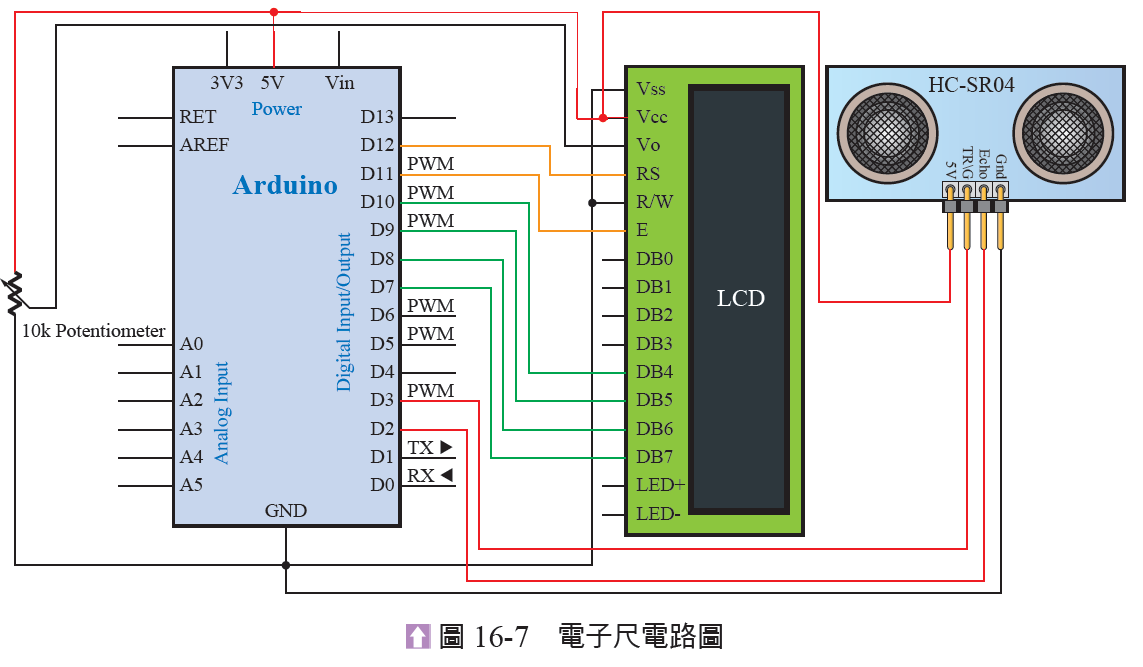 3V3 5V Vin
Power
RET
AREF
Arduino
Digital Input/Output
Analog Input
A0
A1
A2
A3
A4
A5
D13
D12
D11 PWM
D10 PWM
D9 PWM
D8
D7
D6 PWM
D5 PWM
D4
D3 PWM
D2
D1 TX ▶
D0 RX ◀
GND
10k Potentiometer
Vss
Vcc
Vo
RS
R/W
E
DB0
DB1
DB2
DB3
DB4
DB5
DB6
DB7
LED+
LED-
LCD
HC-SR04
5V
TR\G
Echo
Gnd
圖 16-7 電子尺電路圖